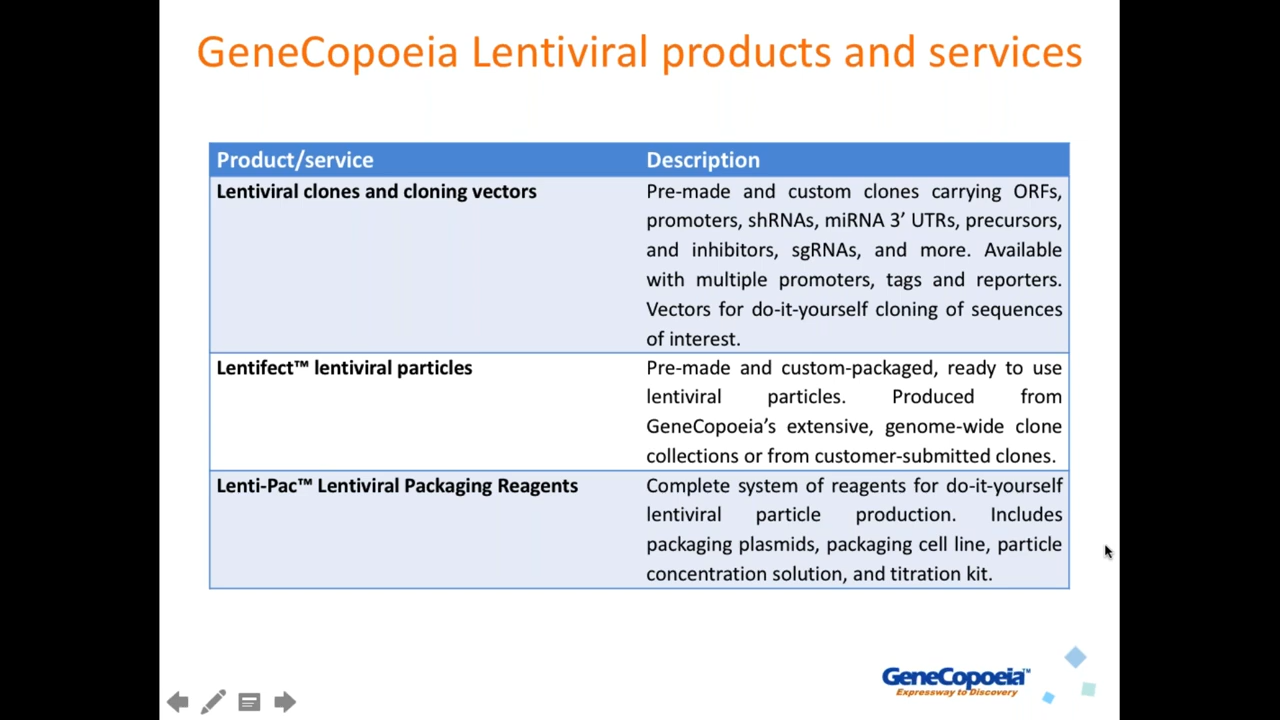 GeneCopoeia Lentiviral products and services
Product/service
Description
Lentiviral clones and cloning vectors
Pre-made and custom clones carrying ORFs,
promoters, shRNAs, miRNA 3’ UTRs, precursors,
and inhibitors, sgRNAs, and more. Available
with multiple promoters, tags and reporters.
Vectors for do-it-yourself cloning of sequences
of interest.
Lentifect™ lentiviral particles
Pre-made and custom-packaged, ready to use
lentiviral particles. Produced from
GeneCopoeia’s extensive, genome-wide clone
collections or from customer-submitted clones.
Lenti-Pac™ Lentiviral Packaging Reagents
Complete system of reagents for do-it-yourself
lentiviral particle production. Includes
packaging plasmids, packaging cell line, particle
concentration solution, and titration kit.
GeneCopoeia™
Expressway to Discovery